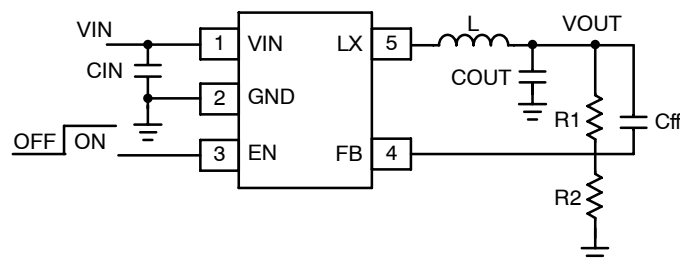 VIN
CIN
OFF
ON
1
VIN
2
GND
3
EN
LX
5
FB
4
L
VOUT
COUT
R1
Cff
R2